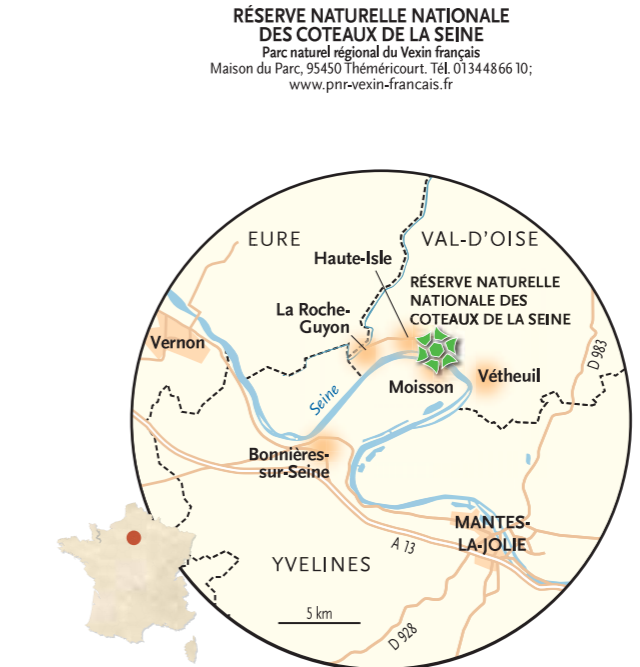 RÉSERVE NATURELLE NATIONALE
DES COTEAUX DE LA SEINE
Parc naturel régional du Vexin français
Maison du Parc, 95450 Théméricourt. Tél. 0134486610;
www.pnr-vexin-francais.fr
EURE
VAL-D'OISE
Haute-Isle
RÉSERVE NATURELLE
NATIONALE DES
COTEAUX DE LA SEINE
La Roche-
Guyon
Vernon
D 983
Vétheuil
Moisson
Seine
Bonnières-
sur-Seine
MANTES-
LA-JOLIE
A 13
YVELINES
5 km
D 928